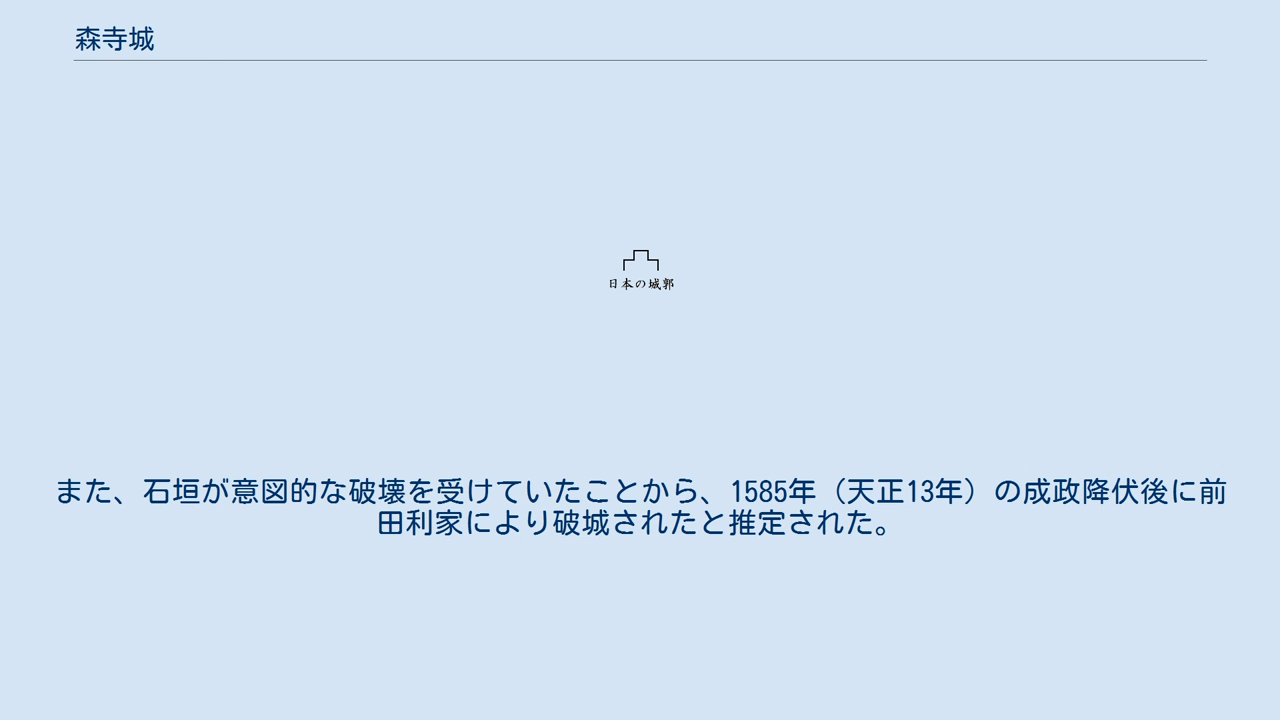 森寺城
日本の城郭
また、石垣が意図的な破壊を受けていたことから、1585年（天正13年）の成政降伏後に前
田利家により破城されたと推定された。